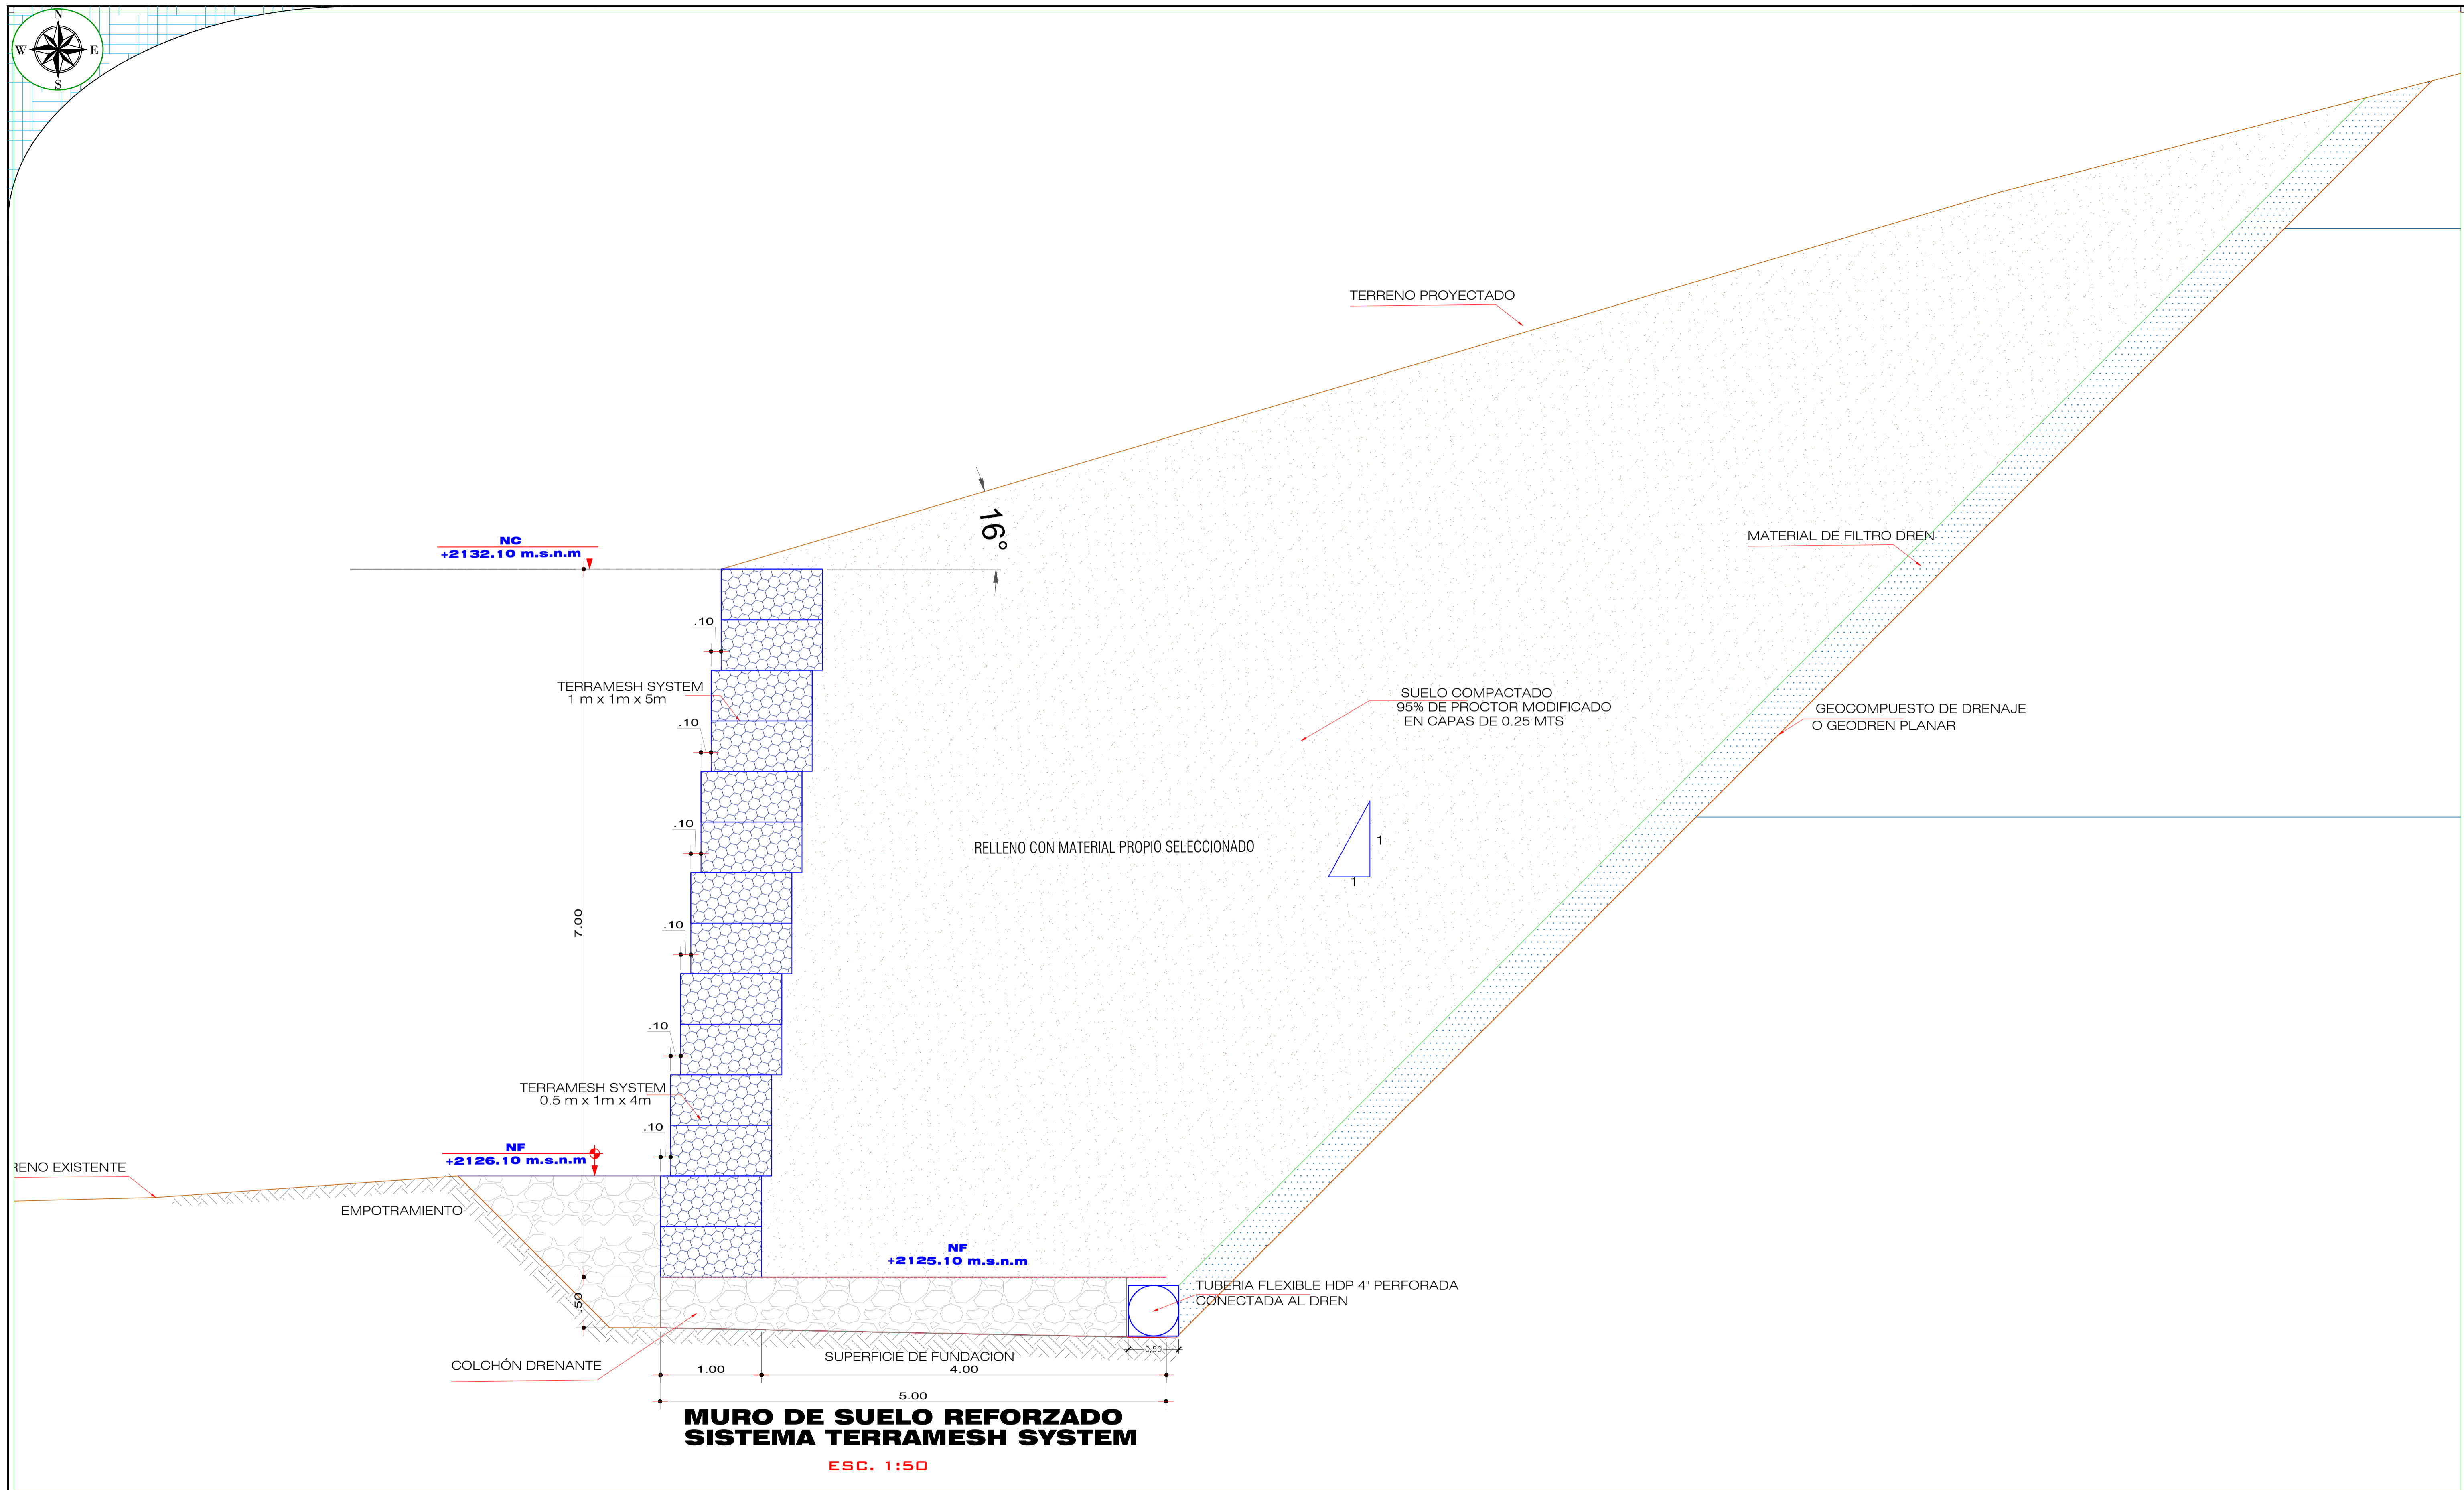 N
W E
S
TERRENO PROYECTADO
16°
NC
+2132.10 m.s.n.m
MATERIAL DE FILTRO DREN
.10
TERRAMESH SYSTEM
1 m x 1m x 5m
.10
SUELO COMPACTADO
95% DE PROCTOR MODIFICADO
EN CAPAS DE 0.25 MTS
GEOCOMPUESTO DE DRENAJE
O GEODREN PLANAR
.10
RELLENO CON MATERIAL PROPIO SELECCIONADO
1
1
7.00
.10
.10
TERRAMESH SYSTEM
0.5 m x 1m x 4m
.10
NF
+2126.10 m.s.n.m
RENO EXISTENTE
EMPOTRAMIENTO
NF
+2125.10 m.s.n.m
.50
TUBERIA FLEXIBLE HDP 4" PERFORADA
CONECTADA AL DREN
0,50
COLCHÓN DRENANTE
SUPERFICIE DE FUNDACION
1.00
4.00
5.00
MURO DE SUELO REFORZADO
SISTEMA TERRAMESH SYSTEM
ESC. 1:50